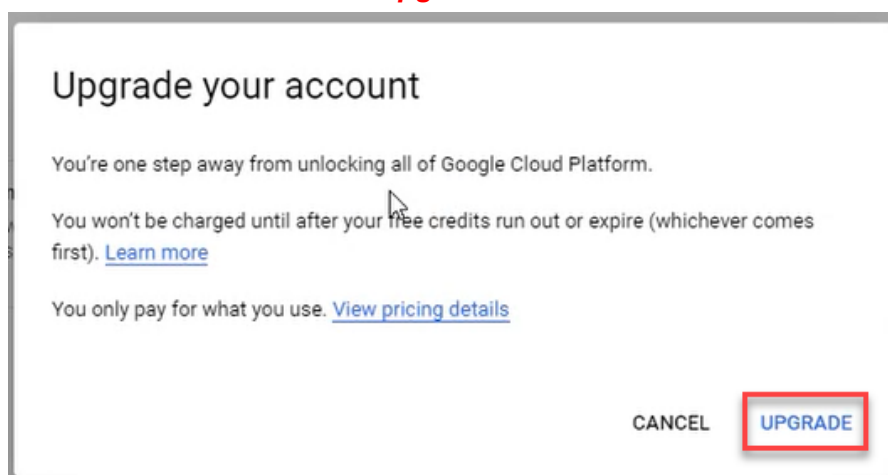 Upgrade your account
You're one step away from unlocking all of Google Cloud Platform.
You won't be charged until after your free credits run out or expire (whichever comes
first). Learn more
You only pay for what you use. View pricing details
CANCEL UPGRADE